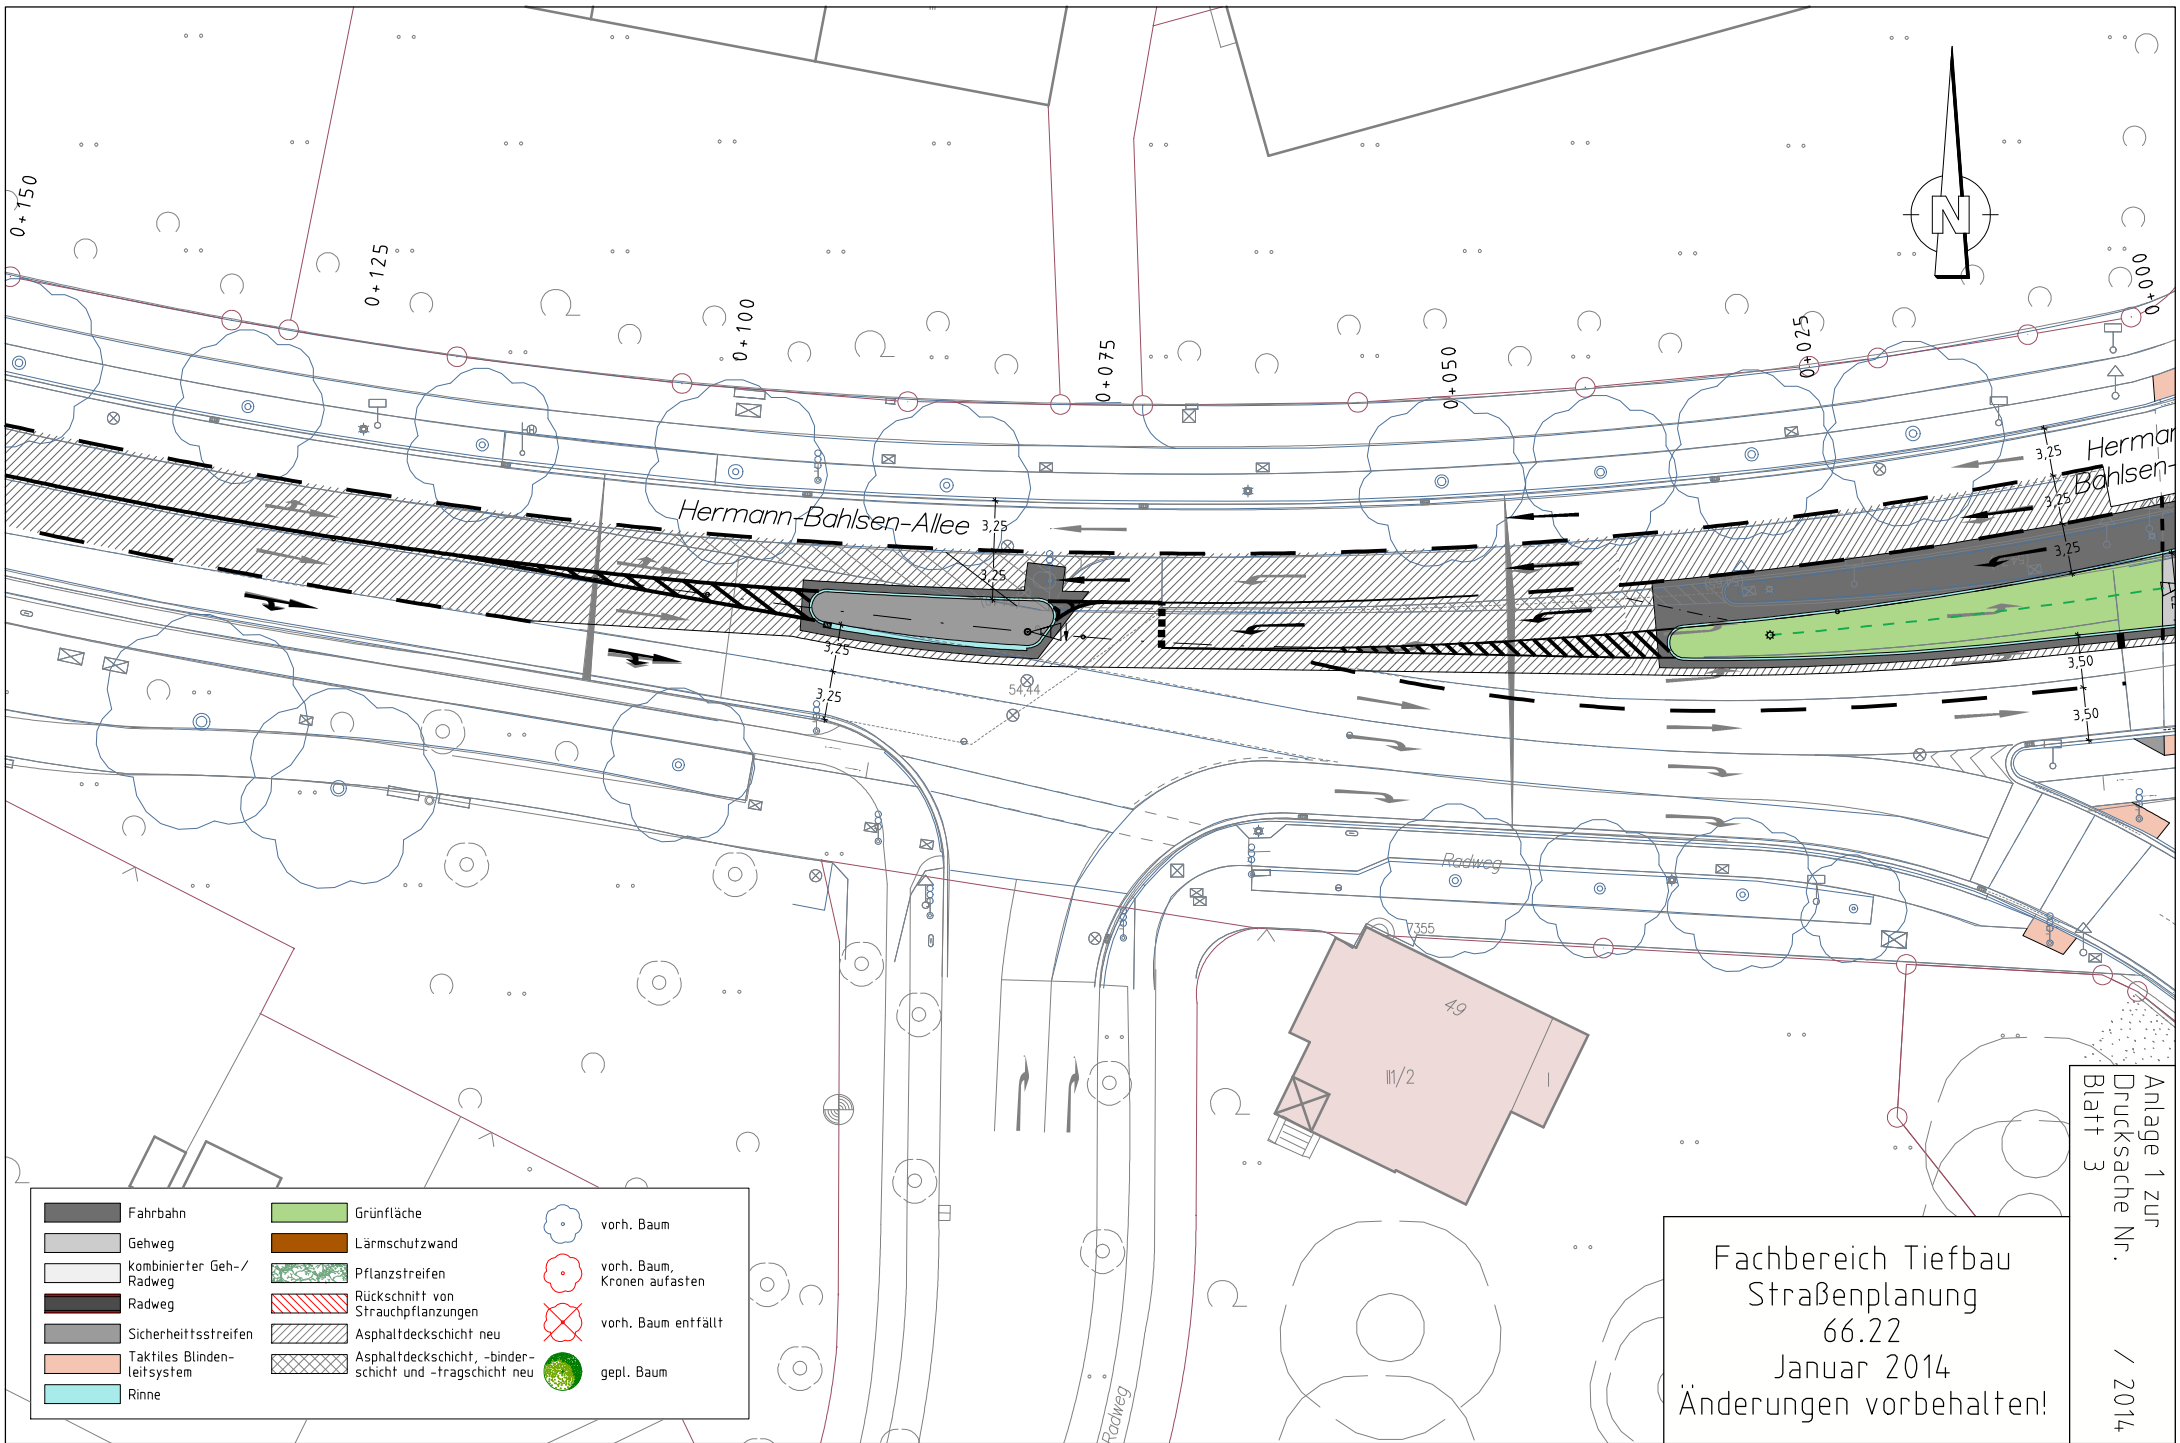 0+150
0+125
0+100
0+075
0+050
0+025
0+000
N
Hermann-Bahlsen-Allee
Herman
Bahlsen-
3,25
3,25
3,25
3,25
3,25
3,25
3,25
3,50
3,50
54,44
Radweg
7355
49
II1/2
I
Radweg
Fahrbahn
Gehweg
kombinierter Geh-/
Radweg
Radweg
Sicherheittsstreifen
Taktiles Blinden-
leitsystem
Rinne
Grünfläche
Lärmschutzwand
Pflanzstreifen
Rückschnitt von
Strauchpflanzungen
Asphaltdeckschicht neu
Asphaltdeckschicht, -binder-
schicht und -tragschicht neu
vorh. Baum
vorh. Baum,
Kronen aufasten
vorh. Baum entfällt
gepl. Baum
Fachbereich Tiefbau
Straßenplanung
66.22
Januar 2014
Änderungen vorbehalten!
Anlage 1 zur
Drucksache Nr. / 2014
Blatt 3